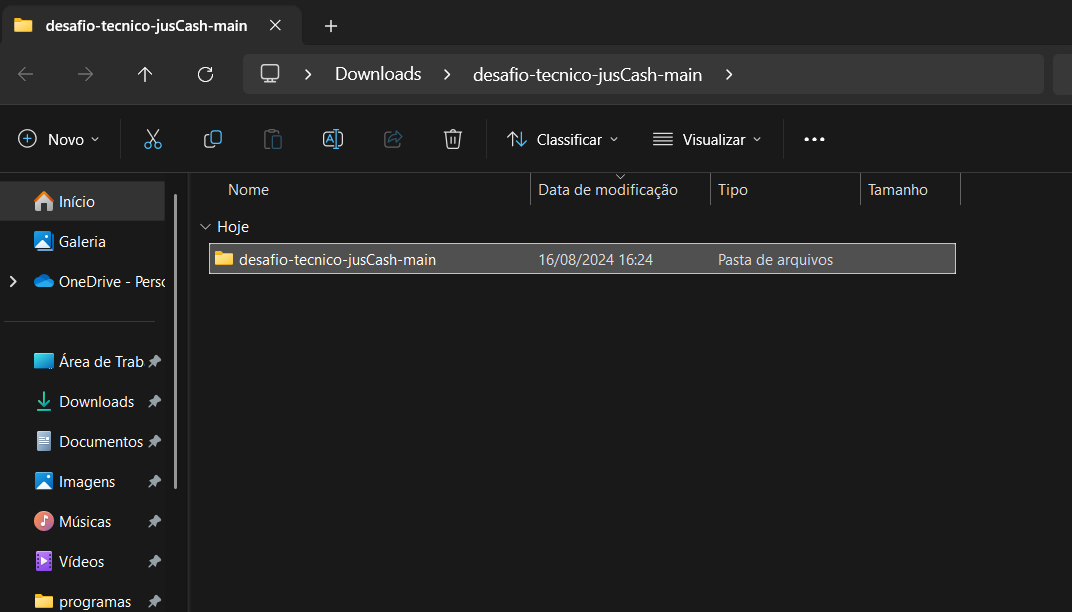 desafio-tecnico-jusCash-main
Downloads desafio-tecnico-jusCash-main
Novo Classificar Visualizar
Nome Data de modificação Tipo Tamanho
Início
Galeria
OneDrive - Perso
Área de Trab
Downloads
Documentos
Imagens
Músicas
Vídeos
programas
Hoje
desafio-tecnico-jusCash-main 16/08/2024 16:24 Pasta de arquivos